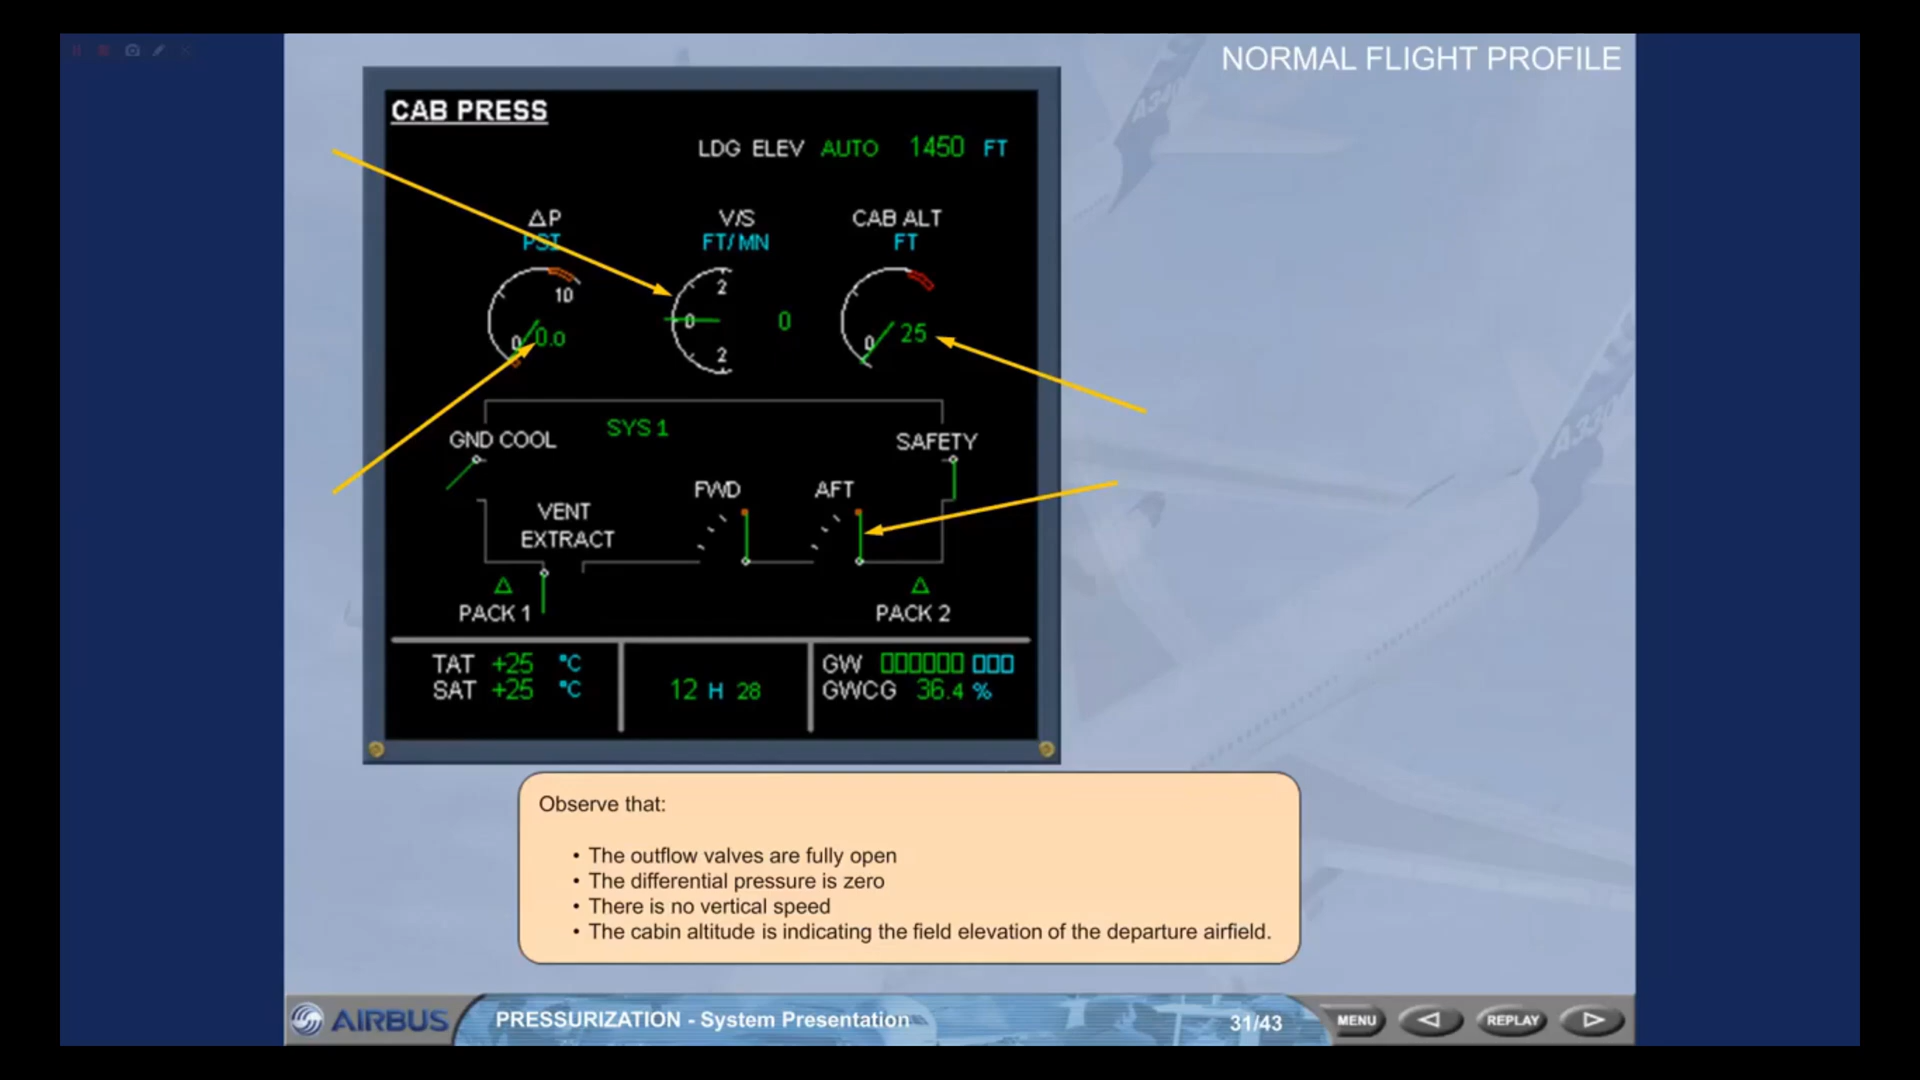 NORMAL FLIGHT PROFILE
CAB PRESS
LDG ELEV AUTO 1450 FT
ΔP V/S CAB ALT
PSI FT/MN FT
10 2
0 0.0 0 0 0 25
2
SYS 1
GND COOL SAFETY
FWD AFT
VENT
EXTRACT
PACK 1 PACK 2
TAT +25 °C GW
SAT +25 °C 12 H 28 GWCG 36.4 %
Observe that:
• The outflow valves are fully open
• The differential pressure is zero
• There is no vertical speed
• The cabin altitude is indicating the field elevation of the departure airfield.
AIRBUS PRESSURIZATION - System Presentation 31/43 MENU REPLAY